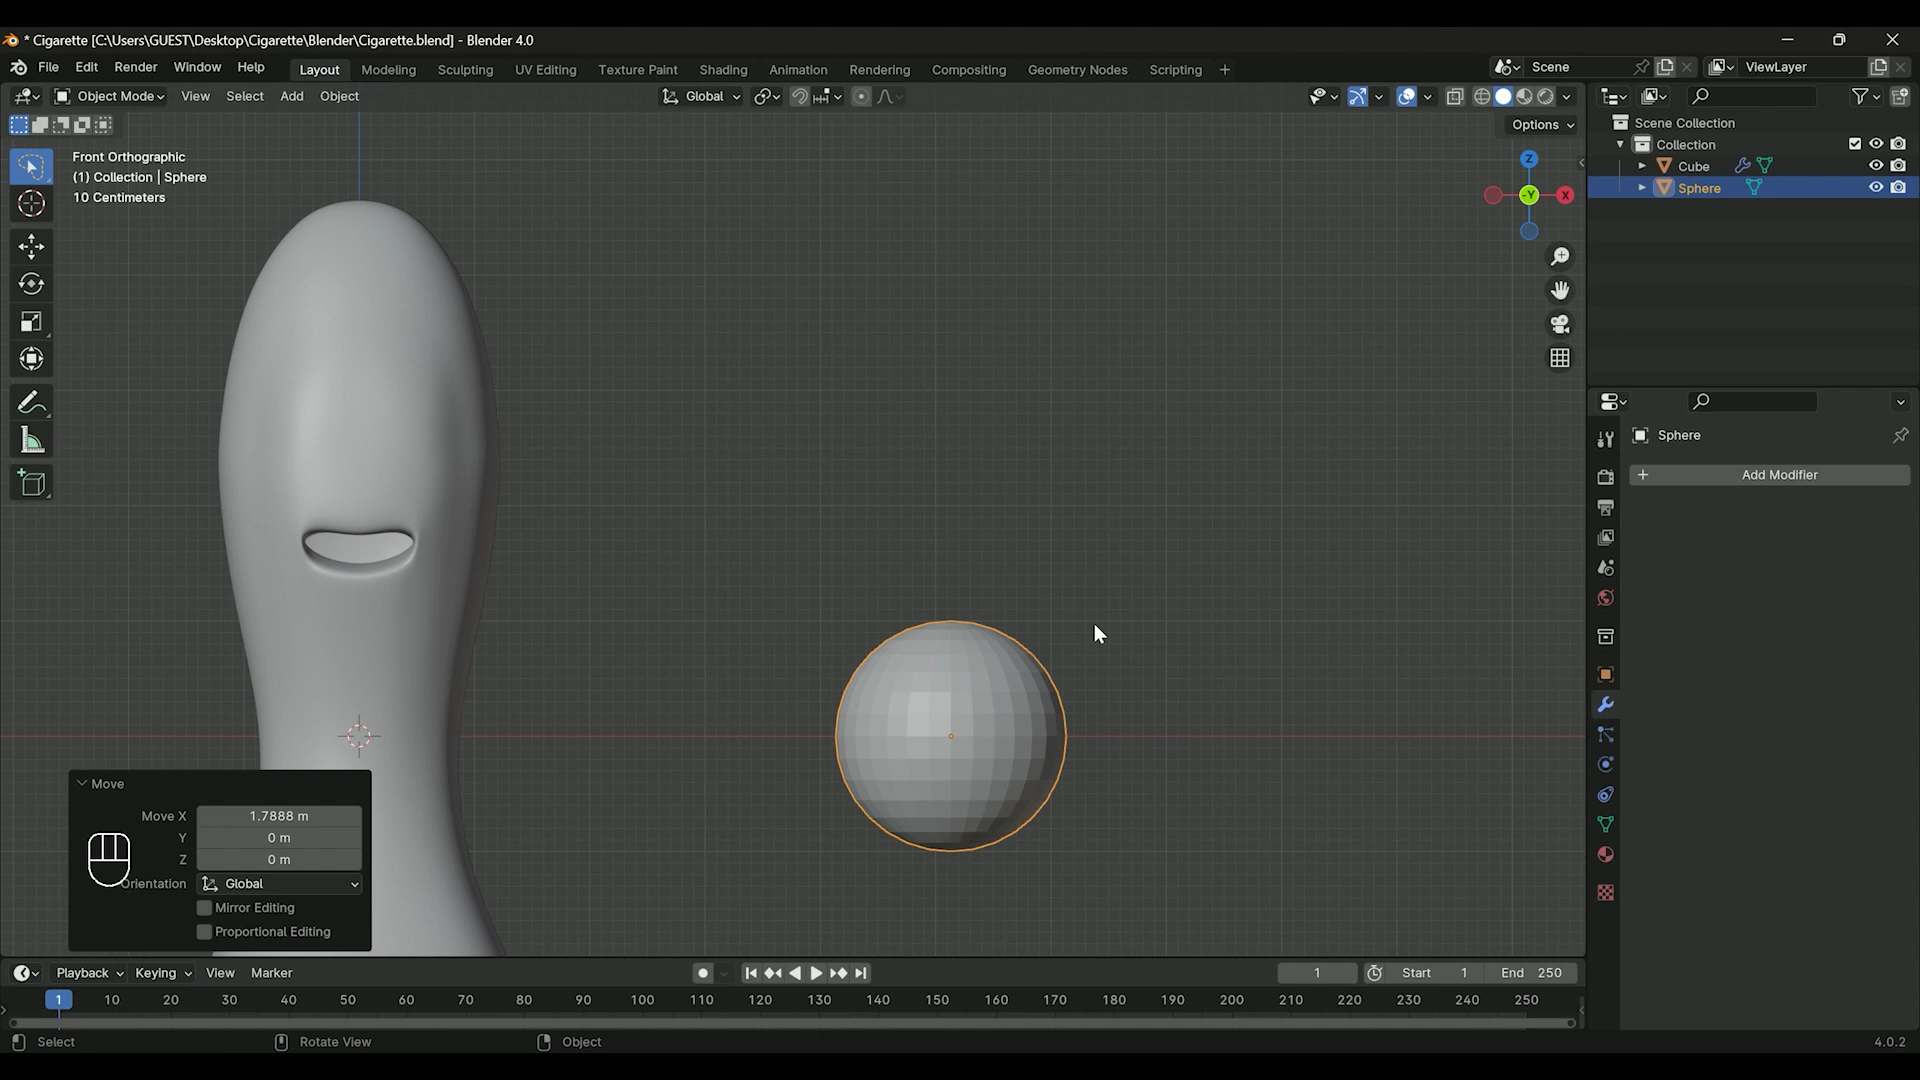 * Cigarette [C:\Users\GUEST\Desktop\Cigarette\Blender\Cigarette.blend] - Blender 4.0
File Edit Render Window Help Layout Modeling Sculpting UV Editing Texture Paint Shading Animation Rendering Compositing Geometry Nodes Scripting + Scene ViewLayer
Object Mode View Select Add Object Global
Options
Front Orthographic
(1) Collection | Sphere
10 Centimeters
Z
-Y
X
Scene Collection
Collection
Cube
Sphere
Sphere
+ Add Modifier
Move
Move X 1.7888 m
Y 0 m
Z 0 m
Orientation Global
Mirror Editing
Proportional Editing
Playback Keying View Marker 1 Start 1 End 250
1 10 20 30 40 50 60 70 80 90 100 110 120 130 140 150 160 170 180 190 200 210 220 230 240 250
Select Rotate View Object 4.0.2